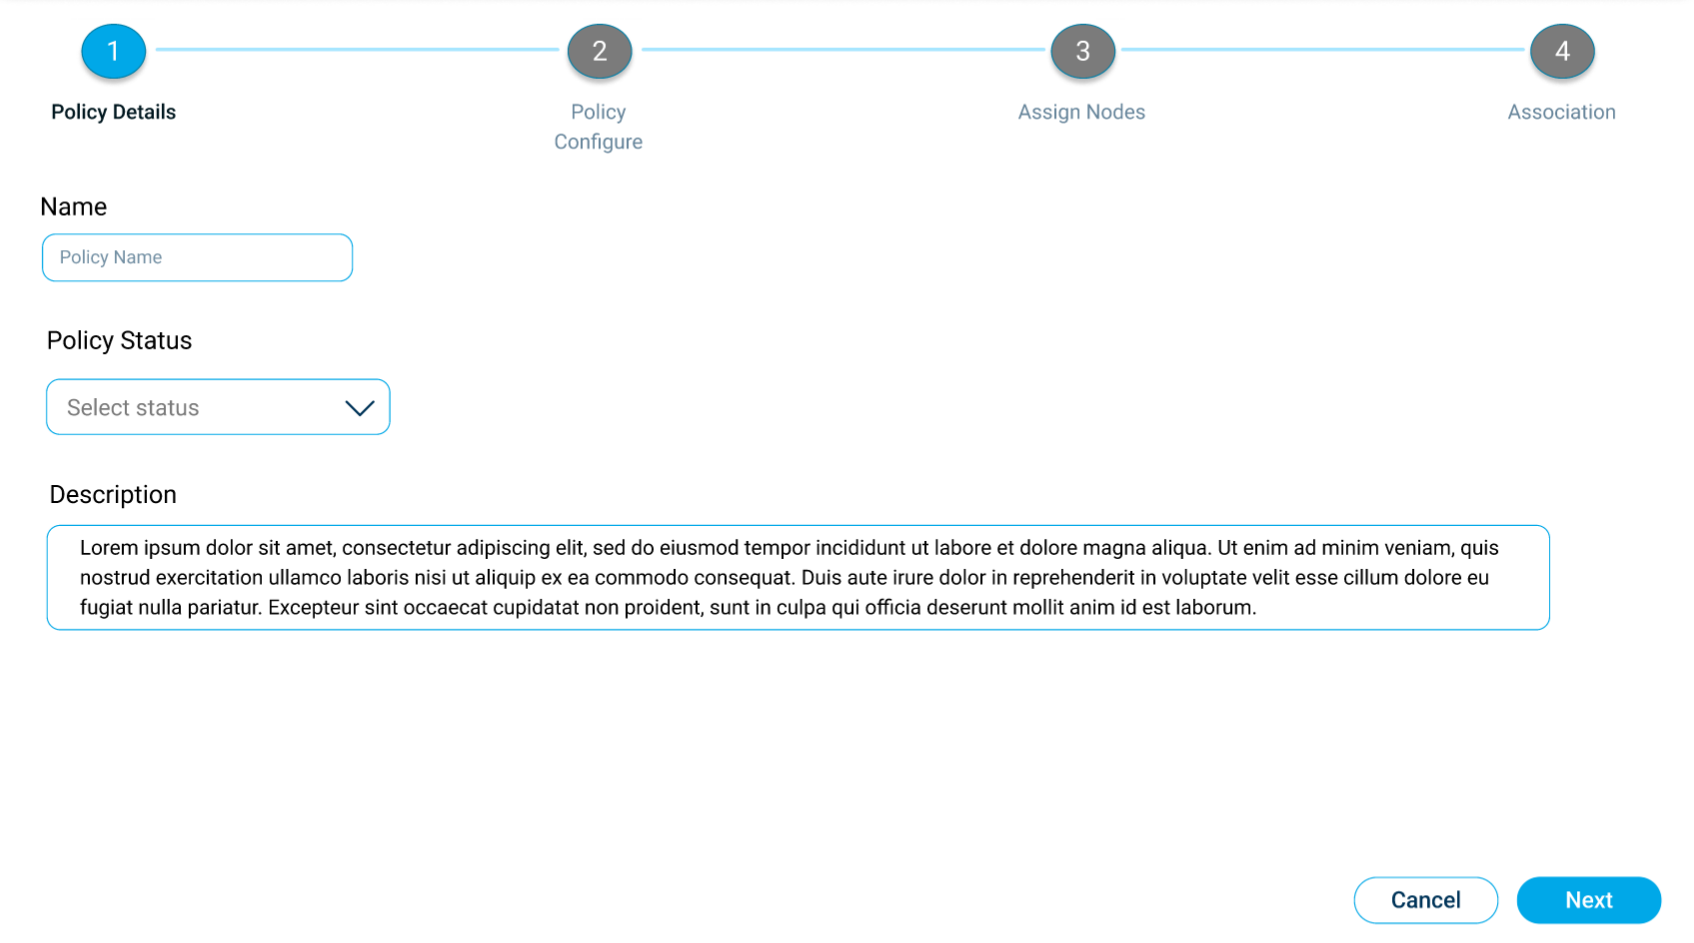 1
2
3
4
Policy Details
Policy
Configure
Assign Nodes
Association
Name
Policy Name
Policy Status
Select status
Description
Lorem ipsum dolor sit amet, consectetur adipiscing elit, sed do eiusmod tempor incididunt ut labore et dolore magna aliqua. Ut enim ad minim veniam, quis
nostrud exercitation ullamco laboris nisi ut aliquip ex ea commodo consequat. Duis aute irure dolor in reprehenderit in voluptate velit esse cillum dolore eu
fugiat nulla pariatur. Excepteur sint occaecat cupidatat non proident, sunt in culpa qui officia deserunt mollit anim id est laborum.
Cancel
Next